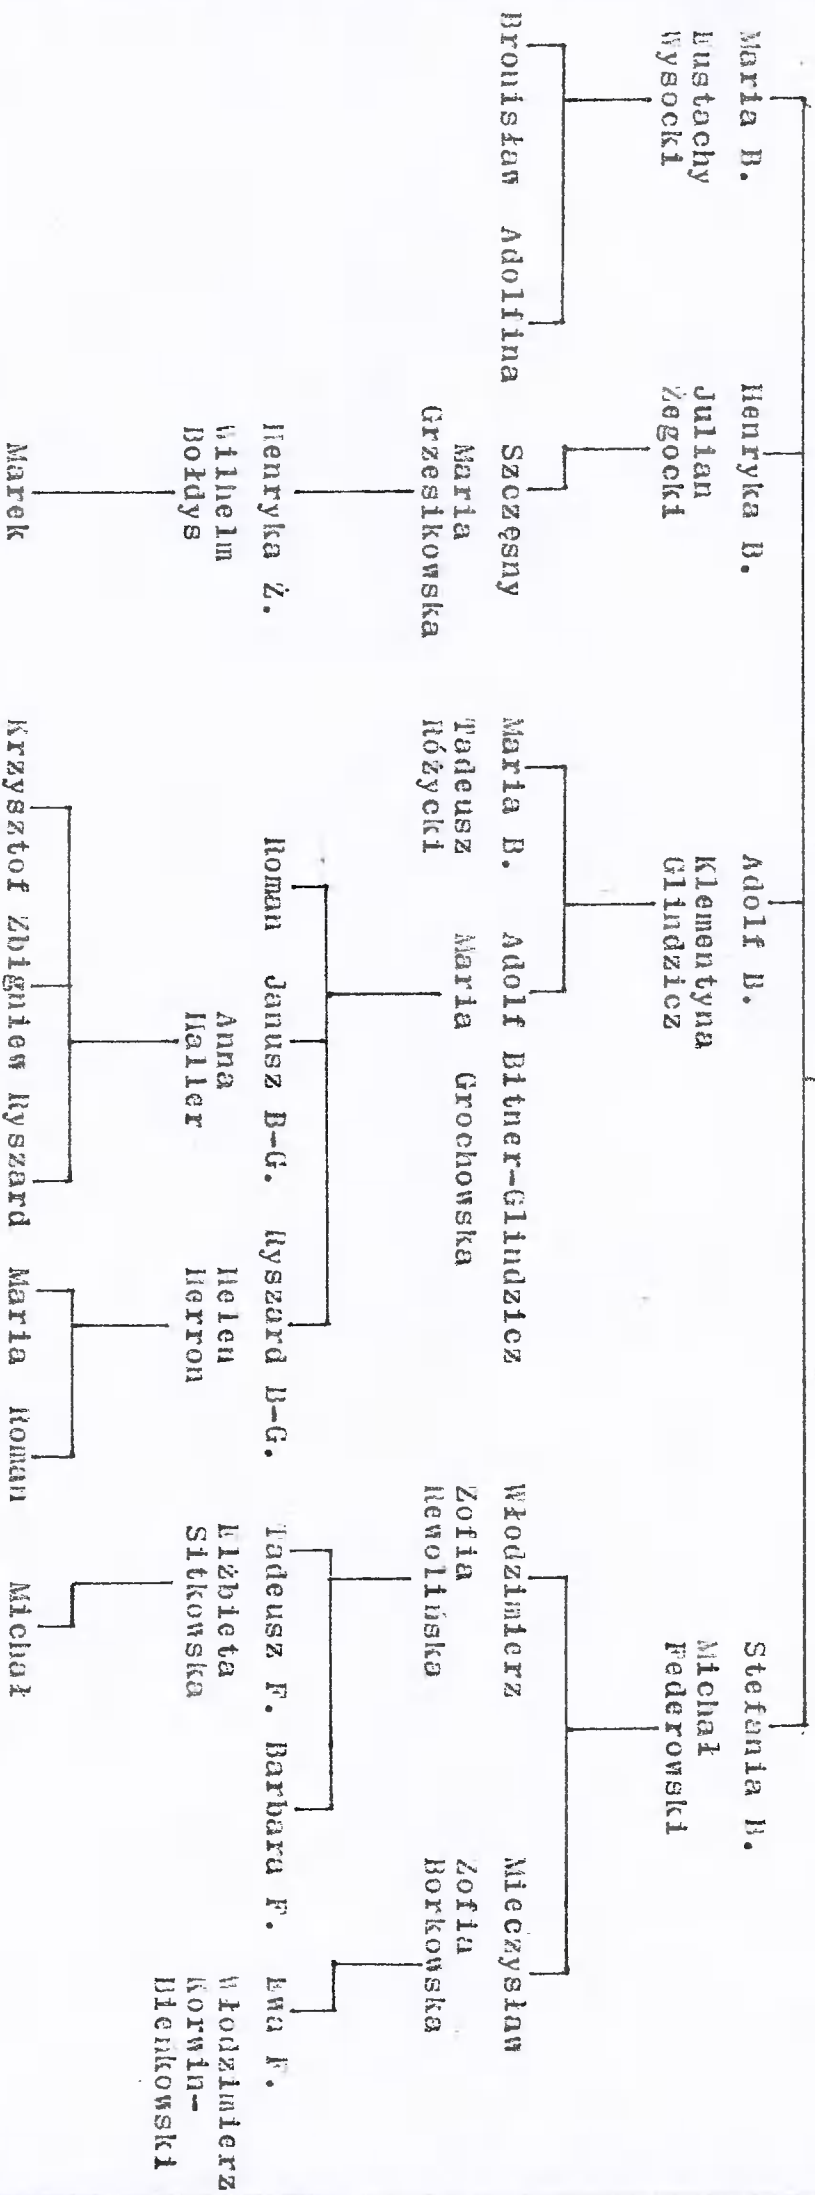 Maria B.
Eustachy
Wysocki
Henryka B.
Julian
Żegocki
Adolf B.
Klementyna
Glindzicz
Stefania B.
Michał
Federowski
Bronisław Adolfina
Szczęsny
Maria
Grzesikowska
Maria B.
Tadeusz
Różycki
Adolf Bitner-Glindzicz
Maria Grochowska
Włodzimierz
Zofia
Rewolińska
Mieczysław
Zofia
Borkowska
Henryka Ż.
Wilhelm
Bołdys
Roman
Janusz B-G.
Anna
Haller
Ryszard B-G.
Helen
Herron
Tadeusz F.
Elżbieta
Sitkowska
Barbara F.
Ewa F.
Włodzimierz
Korwin-
Bieńkowski
Marek
Krzysztof Zbigniew Ryszard
Maria Roman
Michał